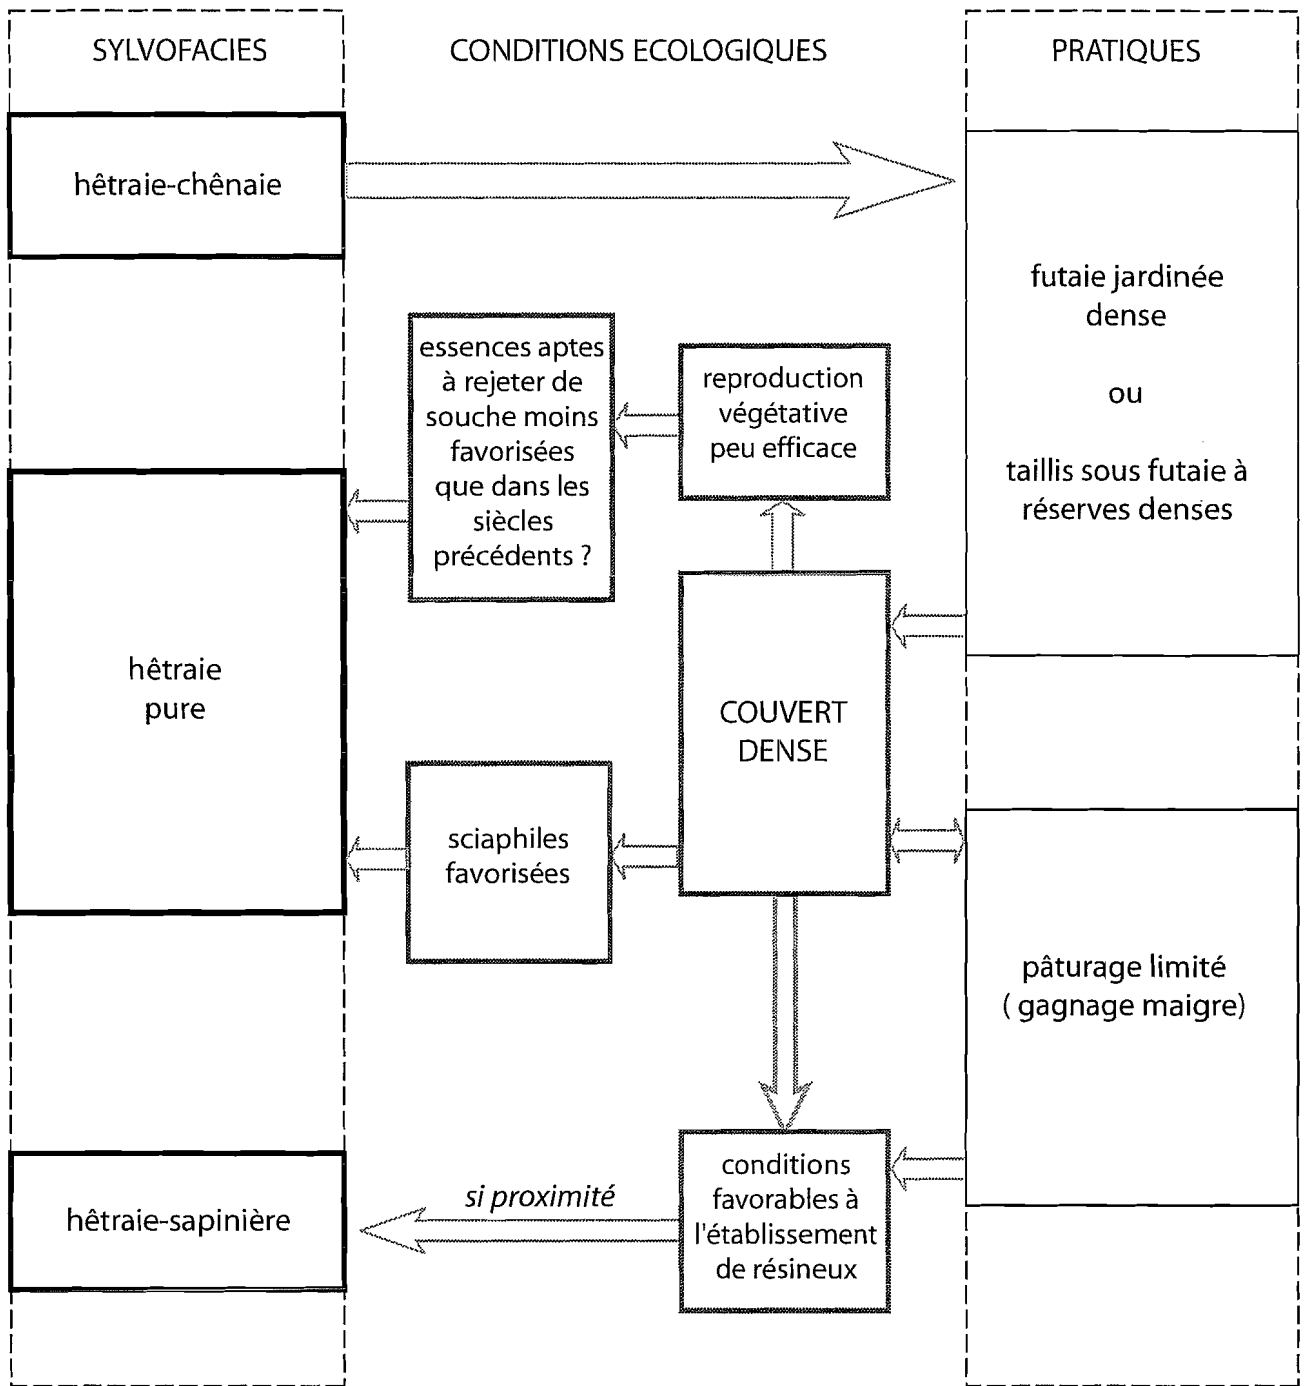 SYLVOFACIES
CONDITIONS ECOLOGIQUES
PRATIQUES
hêtraie-chênaie
futaie jardinée
dense
ou
taillis sous futaie à
réserves denses
essences aptes
à rejeter de
souche moins
favorisées
que dans les
siècles
précédents ?
reproduction
végétative
peu efficace
hêtraie
pure
COUVERT
DENSE
sciaphiles
favorisées
pâturage limité
( gagnage maigre)
hêtraie-sapinière
si proximité
conditions
favorables à
l'établissement
de résineux